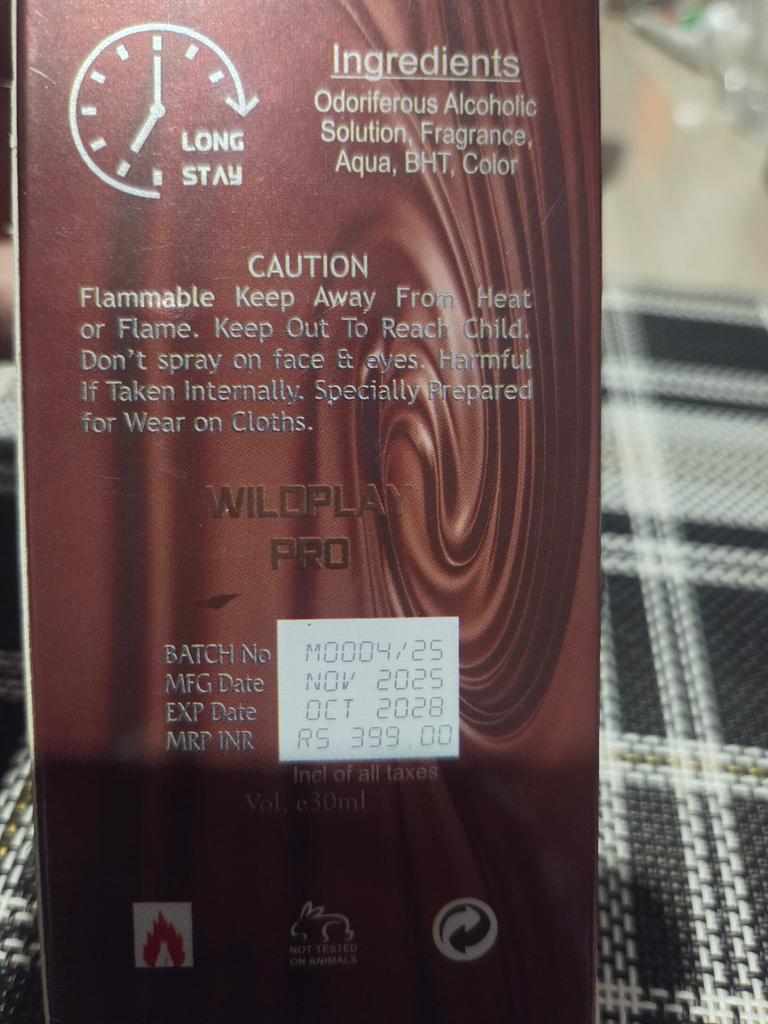 LONG
STAY
Ingredients
Odoriferous Alcoholic
Solution, Fragrance,
Aqua, BHT, Color
CAUTION
Flammable Keep Away From Heat
or Flame. Keep Out To Reach Child.
Don't spray on face & eyes. Harmful
If Taken Internally. Specially Prepared
for Wear on Cloths.
WILDPLAY
PRO
BATCH No M0004/25
MFG Date NOV 2025
EXP Date OCT 2028
MRP INR RS 399 00
Incl of all taxes
Vol. e30ml
NOT TESTED
ON ANIMALS